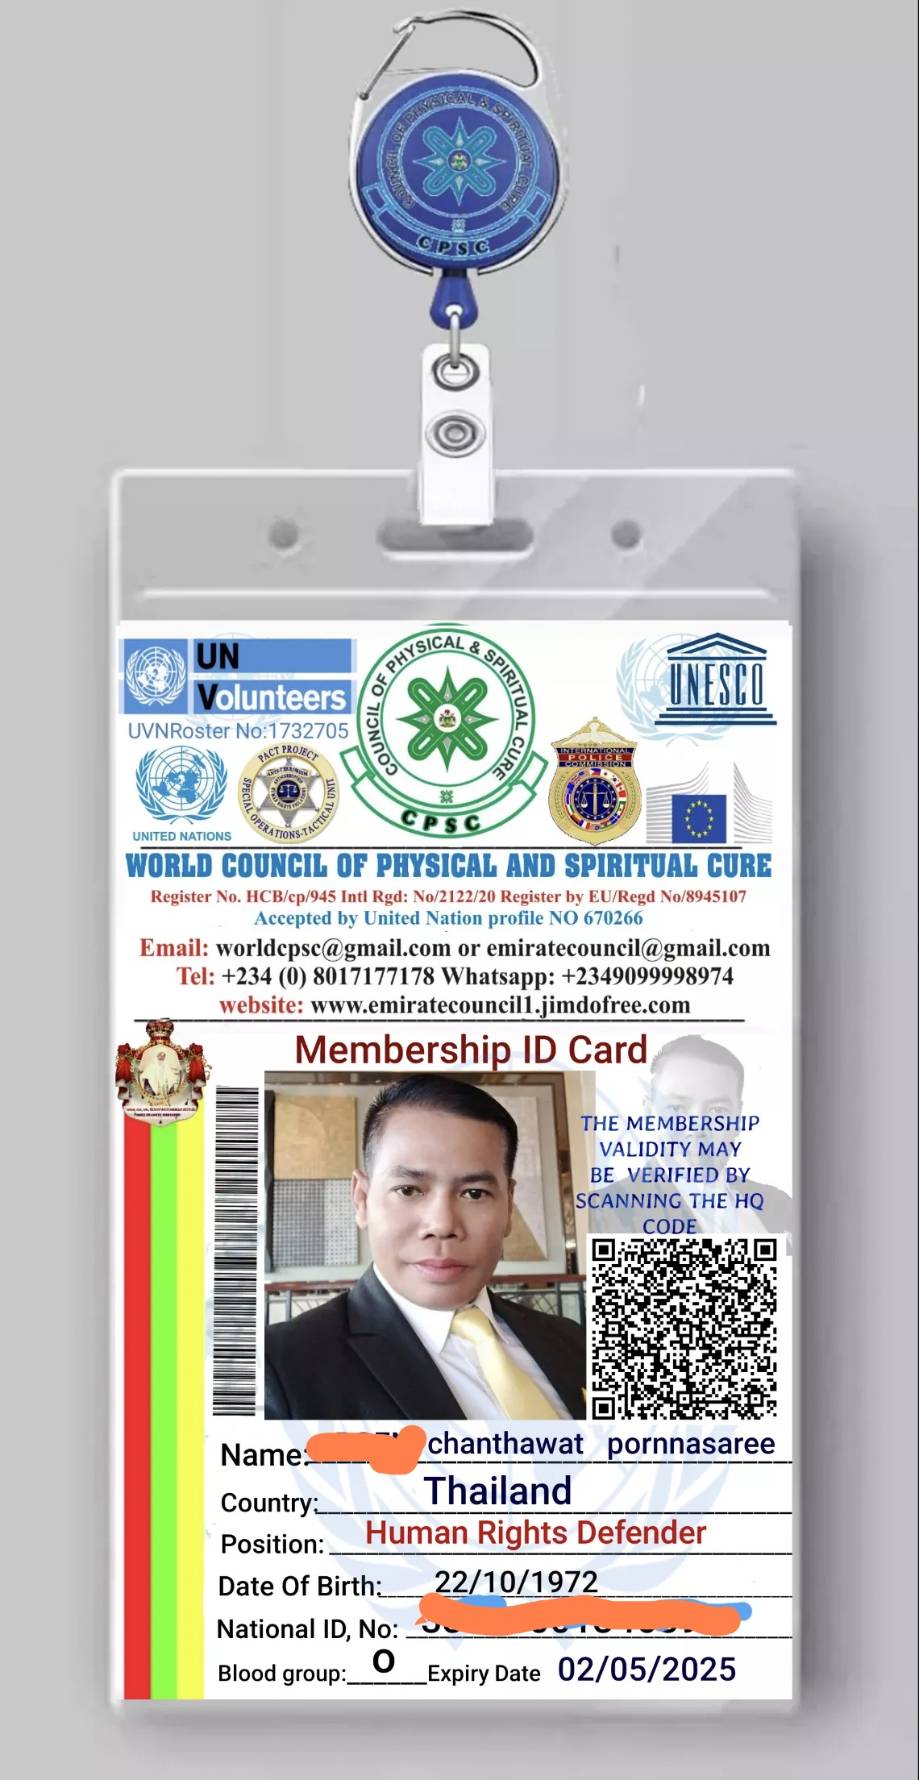 COUNCIL OF PHYSICAL & SPIRITUAL CURE
CPSC
UN
Volunteers
UVNRoster No:1732705
COUNCIL OF PHYSICAL & SPIRITUAL CURE
CPSC
UNESCO
UNITED NATIONS
PACT PROJECT
SPECIAL OPERATIONS-TACTICAL UNIT
INTERNATIONAL
POLICE
COMMISSION
WORLD COUNCIL OF PHYSICAL AND SPIRITUAL CURE
Register No. HCB/cp/945 Intl Rgd: No/2122/20 Register by EU/Regd No/8945107
Accepted by United Nation profile NO 670266
Email: worldcpsc@gmail.com or emiratecouncil@gmail.com
Tel: +234 (0) 8017177178 Whatsapp: +2349099998974
website: www.emiratecouncil1.jimdofree.com
Membership ID Card
THE MEMBERSHIP
VALIDITY MAY
BE VERIFIED BY
SCANNING THE HQ
CODE
Name: chanthawat pornnasaree
Country: Thailand
Position: Human Rights Defender
Date Of Birth: 22/10/1972
National ID, No:
Blood group: O Expiry Date 02/05/2025